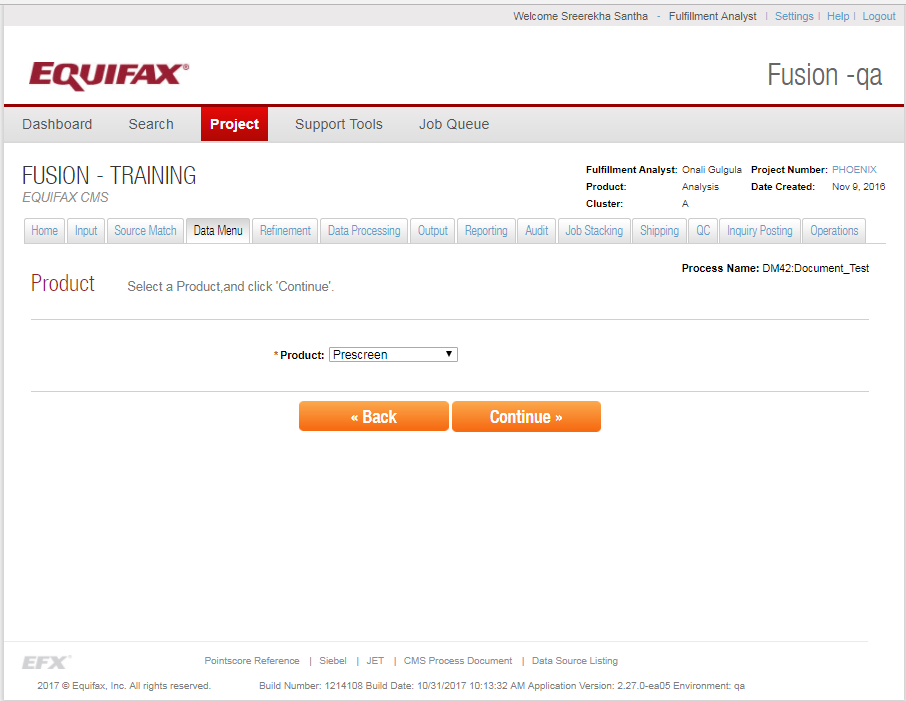 Welcome Sreerekha Santha - Fulfillment Analyst | Settings | Help | Logout
EQUIFAX®
Fusion -qa
Dashboard Search Project Support Tools Job Queue
FUSION - TRAINING
EQUIFAX CMS
Fulfillment Analyst: Onali Gulgula Project Number: PHOENIX
Product: Analysis Date Created: Nov 9, 2016
Cluster: A
Home Input Source Match Data Menu Refinement Data Processing Output Reporting Audit Job Stacking Shipping QC Inquiry Posting Operations
Process Name: DM42:Document_Test
Product Select a Product,and click 'Continue'.
*Product: Prescreen
« Back Continue »
EFX
Pointscore Reference | Siebel | JET | CMS Process Document | Data Source Listing
2017 © Equifax, Inc. All rights reserved. Build Number: 1214108 Build Date: 10/31/2017 10:13:32 AM Application Version: 2.27.0-ea05 Environment: qa